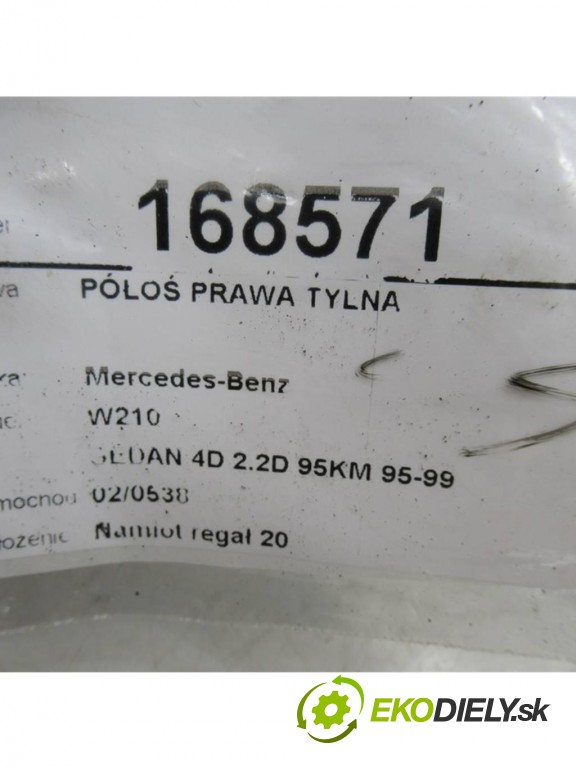 168571
PÓŁOŚ PRAWA TYLNA
Mercedes-Benz
W210
SEDAN 4D 2.2D 95KM 95-99
02/0538
Namiot regał 20
EKODIELY.sk